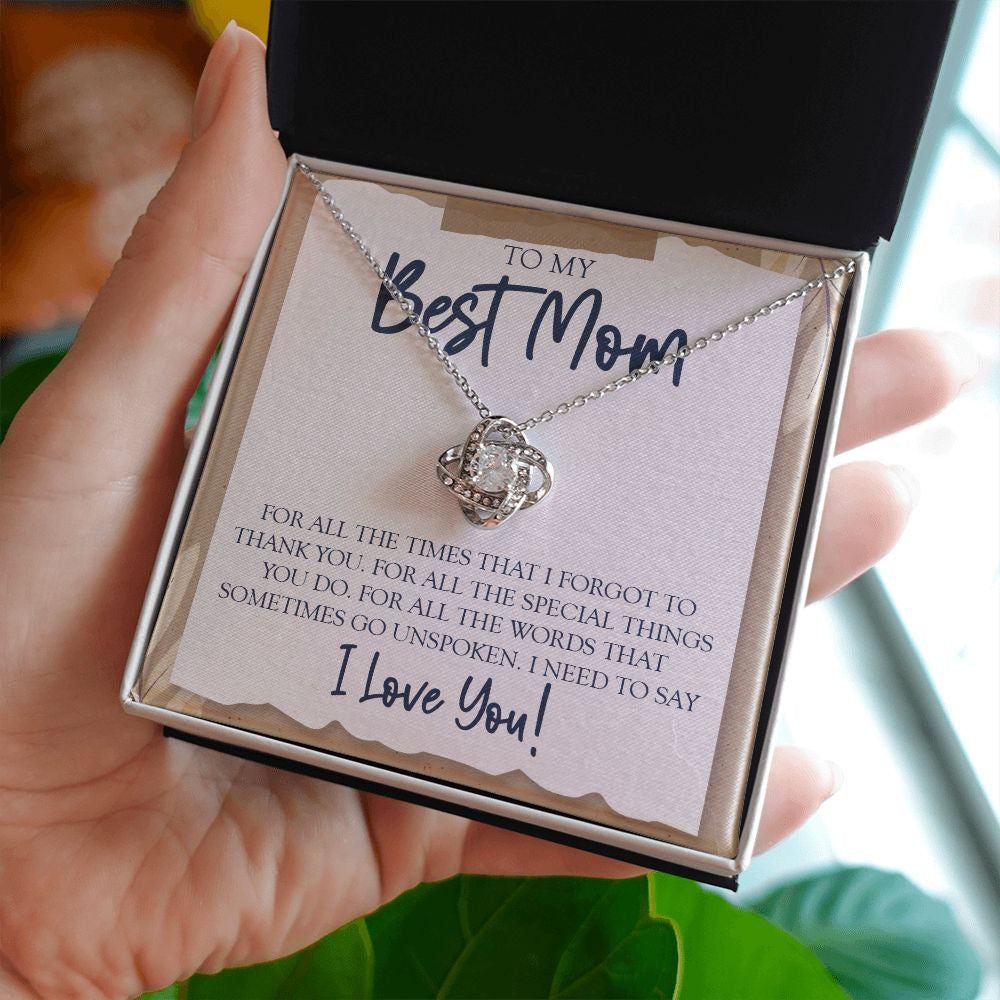 TO MY
Best Mom
FOR ALL THE TIMES THAT I FORGOT TO
THANK YOU. FOR ALL THE SPECIAL THINGS
YOU DO. FOR ALL THE WORDS THAT
SOMETIMES GO UNSPOKEN. I NEED TO SAY
I Love You!